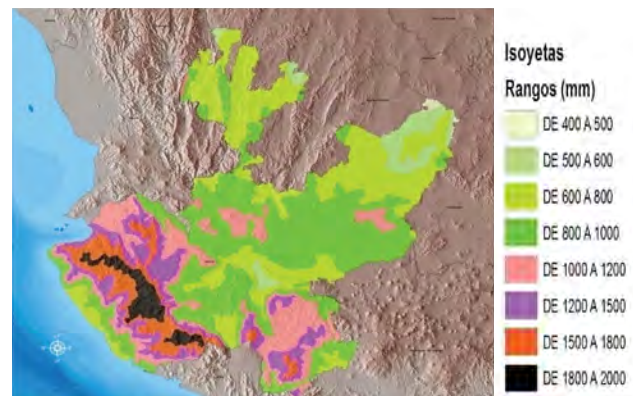 Isoyetas
Rangos (mm)
DE 400 A 500
DE 500 A 600
DE 600 A 800
DE 800 A 1000
DE 1000 A 1200
DE 1200 A 1500
DE 1500 A 1800
DE 1800 A 2000